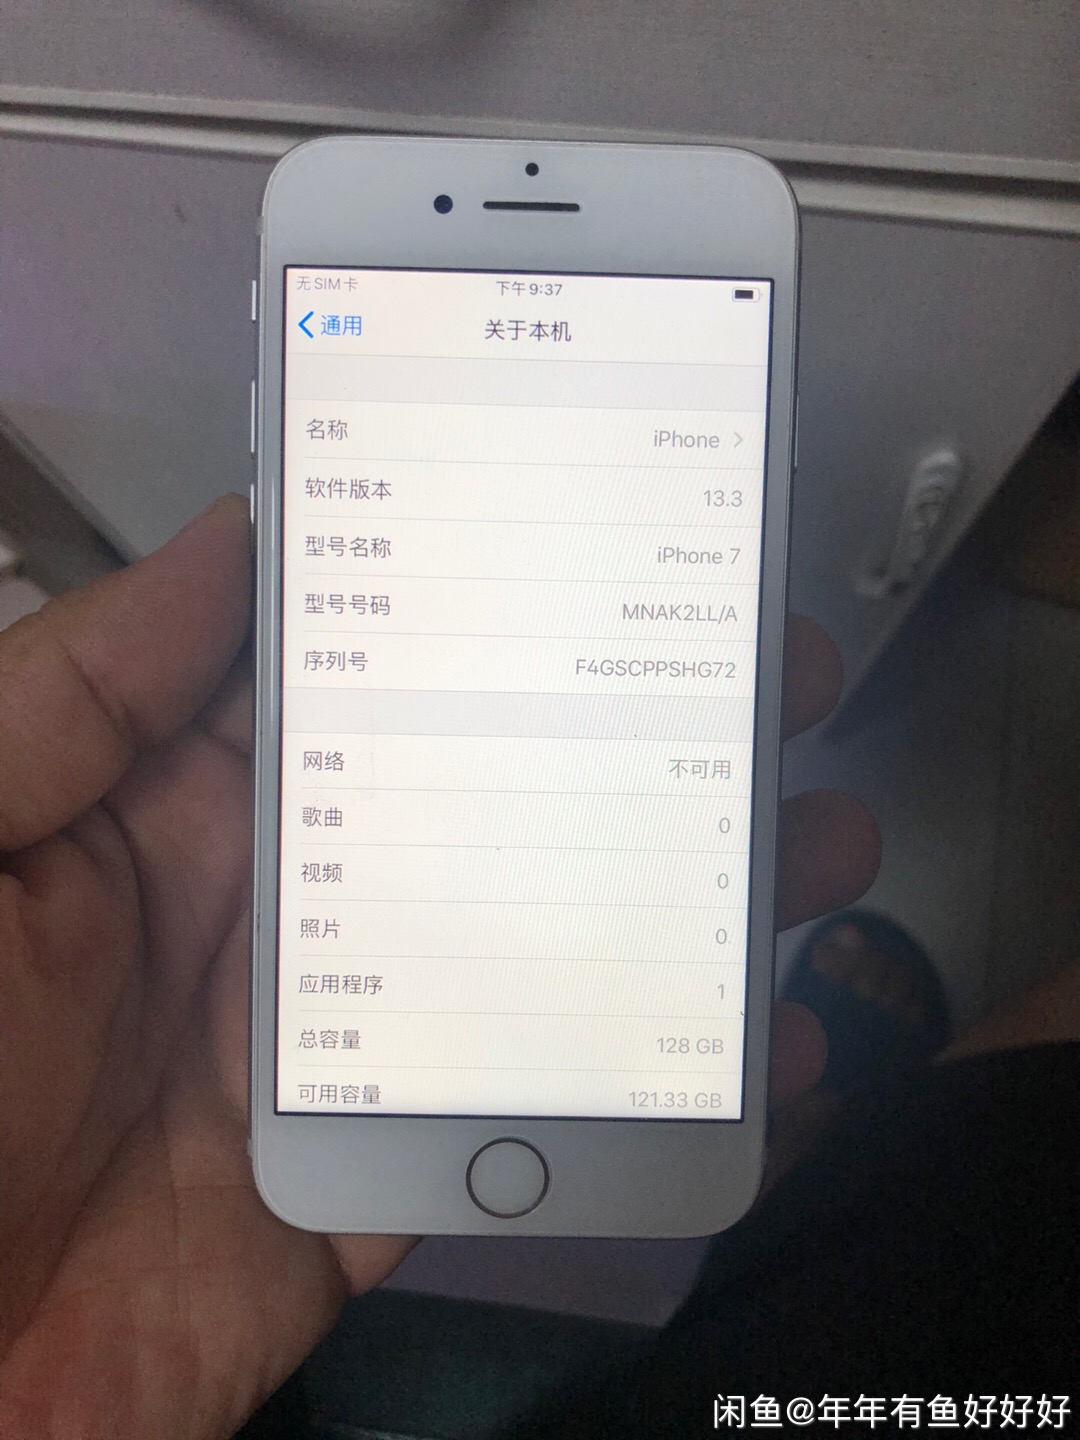 无SIM卡 下午9:37
通用 关于本机
名称 iPhone
软件版本 13.3
型号名称 iPhone 7
型号号码 MNAK2LL/A
序列号 F4GSCPPSHG72
网络 不可用
歌曲 0
视频 0
照片 0
应用程序 1
总容量 128 GB
可用容量 121.33 GB
闲鱼@年年有鱼好好好